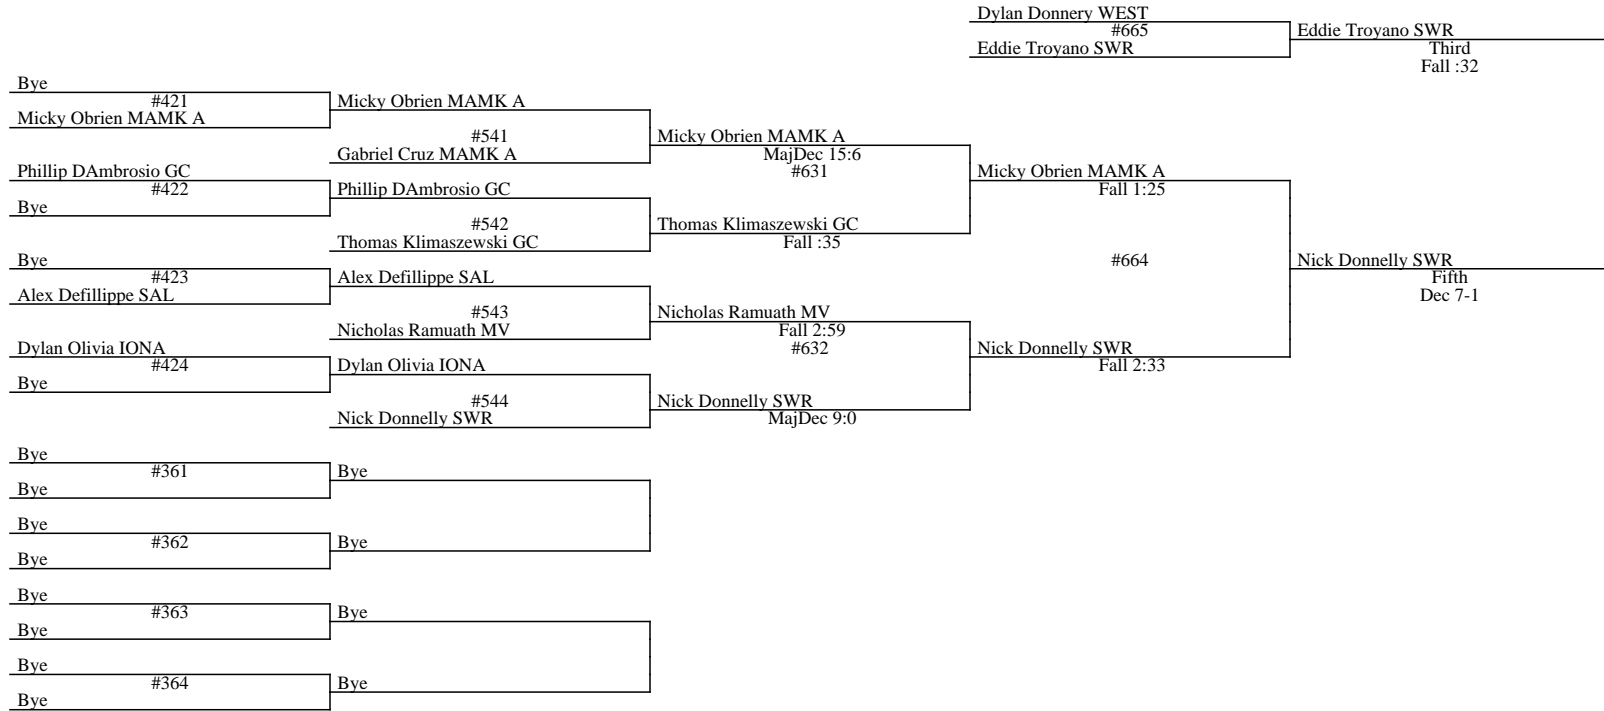 Dylan Donnery WEST
#665
Eddie Troyano SWR
Eddie Troyano SWR
Third
Fall :32
Bye
#421
Micky Obrien MAMK A
Phillip DAmbrosio GC
#422
Bye
Bye
#423
Alex Defillippe SAL
Dylan Olivia IONA
#424
Bye
Micky Obrien MAMK A
#541
Gabriel Cruz MAMK A
Phillip DAmbrosio GC
#542
Thomas Klimaszewski GC
Alex Defillippe SAL
#543
Nicholas Ramuath MV
Dylan Olivia IONA
#544
Nick Donnelly SWR
Micky Obrien MAMK A
MajDec 15:6
#631
Thomas Klimaszewski GC
Fall :35
Nicholas Ramuath MV
Fall 2:59
#632
Nick Donnelly SWR
MajDec 9:0
Micky Obrien MAMK A
Fall 1:25
#664
Nick Donnelly SWR
Fall 2:33
Nick Donnelly SWR
Fifth
Dec 7-1
Bye
#361
Bye
Bye
#362
Bye
Bye
#363
Bye
Bye
#364
Bye
Bye
Bye
Bye
Bye